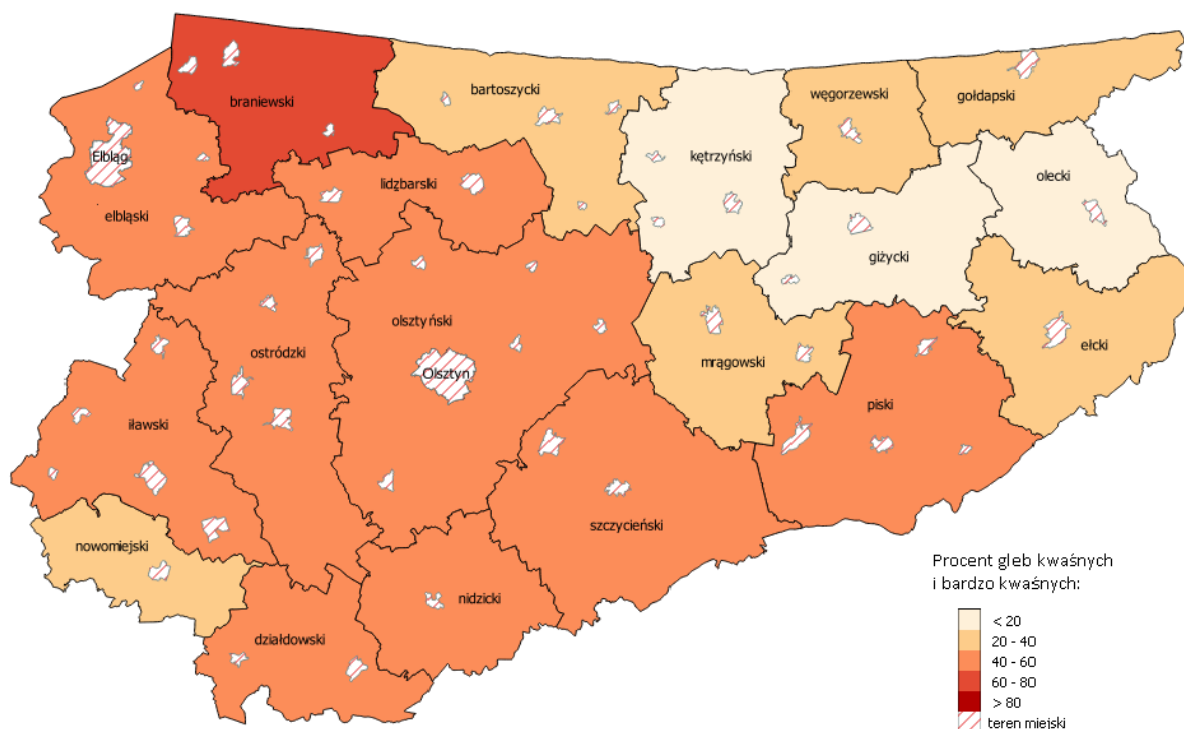 braniewski
bartoszycki
węgorzewski
gołdapski
Elbląg
lidzbarski
kętrzyński
olecki
elbląski
giżycki
olsztyński
ostródzki
Olsztyn
mrągowski
ełcki
iławski
piski
szczycieński
nowomiejski
nidzicki
działdowski
Procent gleb kwaśnych
i bardzo kwaśnych:
< 20
20 - 40
40 - 60
60 - 80
> 80
teren miejski